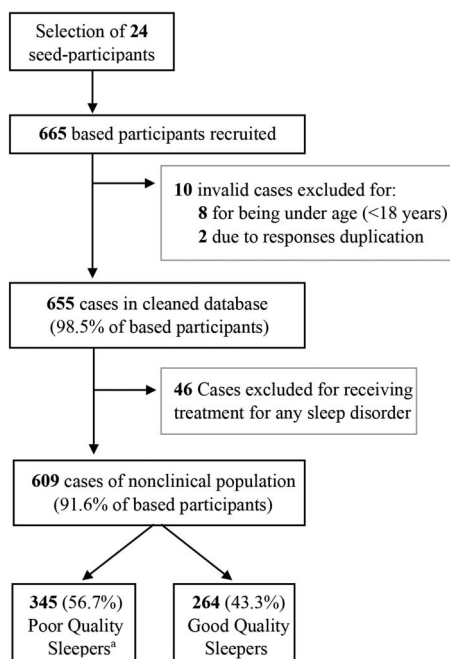 Selection of 24
seed-participants
665 based participants recruited
10 invalid cases excluded for:
8 for being under age (<18 years)
2 due to responses duplication
655 cases in cleaned database
(98.5% of based participants)
46 Cases excluded for receiving
treatment for any sleep disorder
609 cases of nonclinical population
(91.6% of based participants)
345 (56.7%)
Poor Quality
Sleepersª
264 (43.3%)
Good Quality
Sleepers